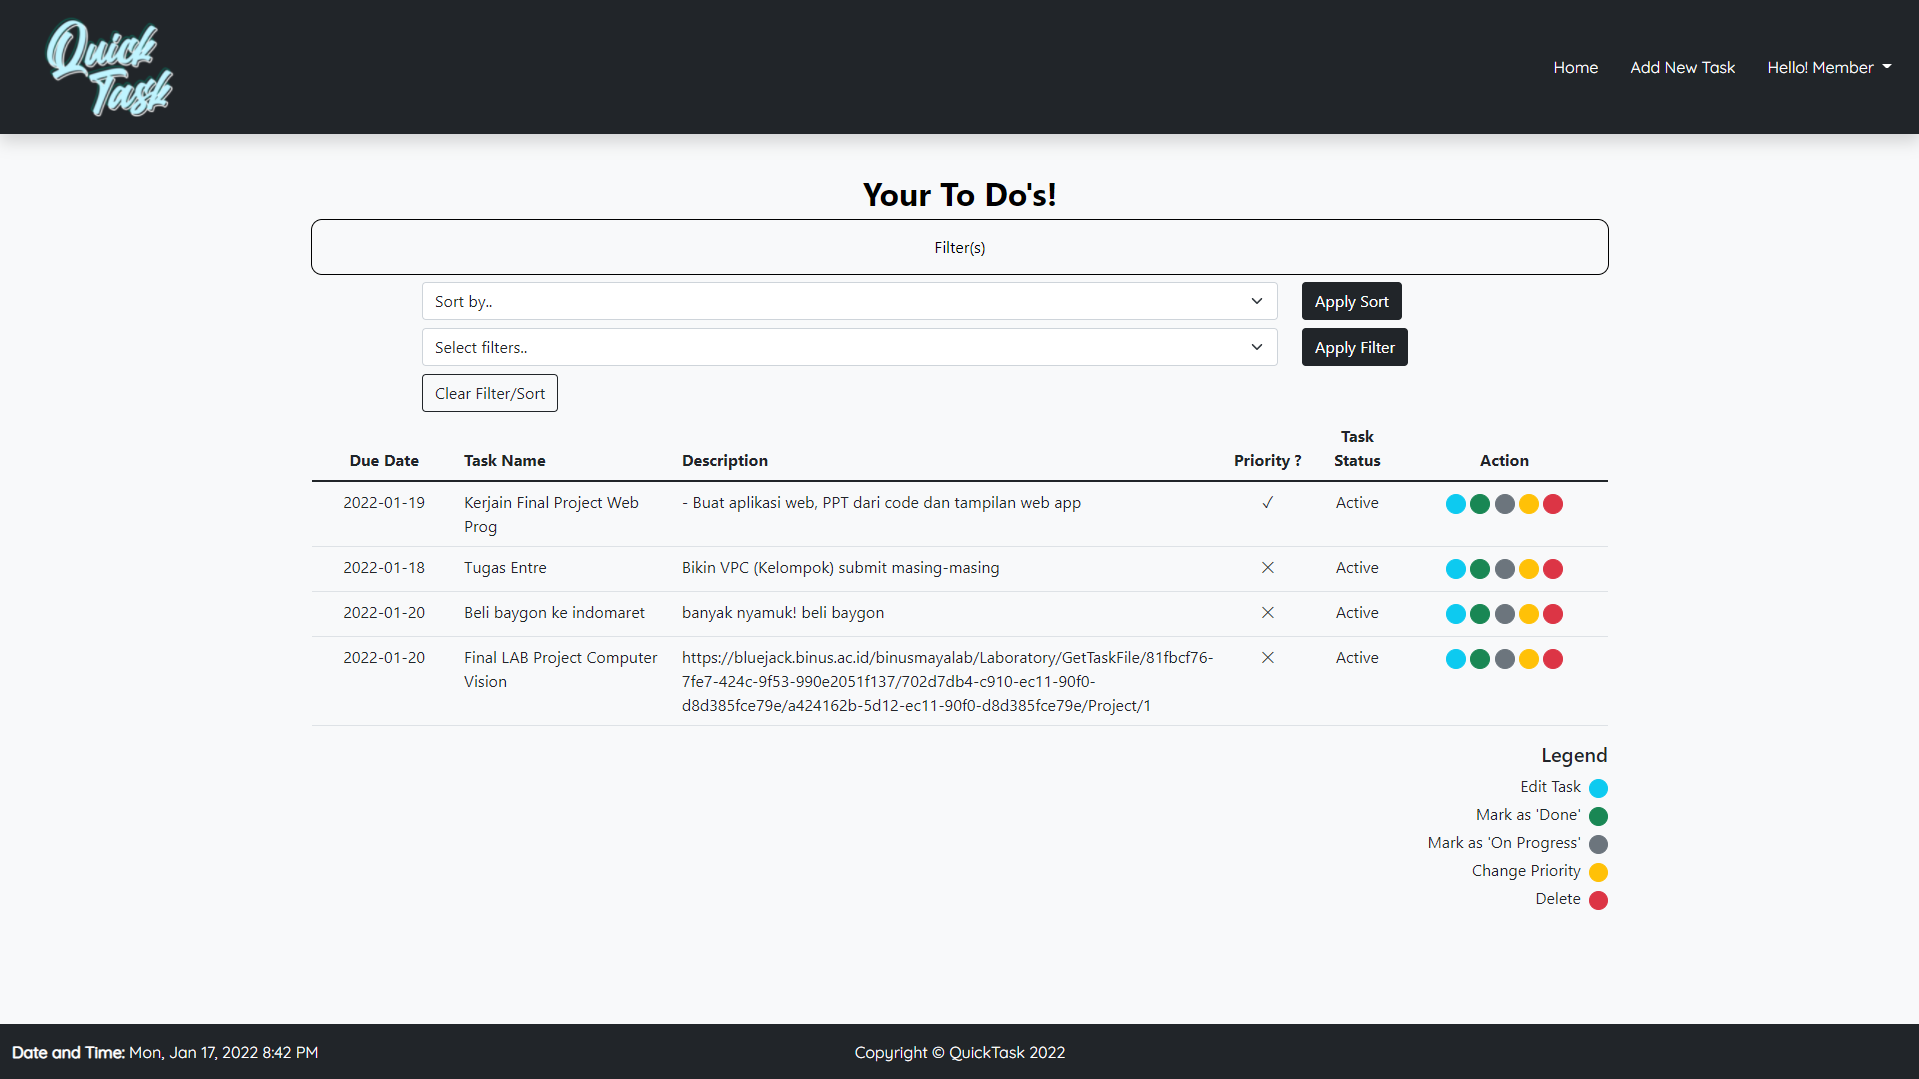 Quick
Task
Home
Add New Task
Hello! Member
Your To Do's!
Filter(s)
Sort by..
Apply Sort
Select filters..
Apply Filter
Clear Filter/Sort
Due Date Task Name Description Priority ? Task Status Action
2022-01-19 Kerjain Final Project Web - Buat aplikasi web, PPT dari code dan tampilan web app ✓ Active
Prog
2022-01-18 Tugas Entre Bikin VPC (Kelompok) submit masing-masing ✕ Active
2022-01-20 Beli baygon ke indomaret banyak nyamuk! beli baygon ✕ Active
2022-01-20 Final LAB Project Computer https://bluejack.binus.ac.id/binusmayalab/Laboratory/GetTaskFile/81fbcf76- ✕ Active
Vision 7fe7-424c-9f53-990e2051f137/702d7db4-c910-ec11-90f0-
d8d385fce79e/a424162b-5d12-ec11-90f0-d8d385fce79e/Project/1
Legend
Edit Task
Mark as 'Done'
Mark as 'On Progress'
Change Priority
Delete
Date and Time: Mon, Jan 17, 2022 8:42 PM
Copyright © QuickTask 2022